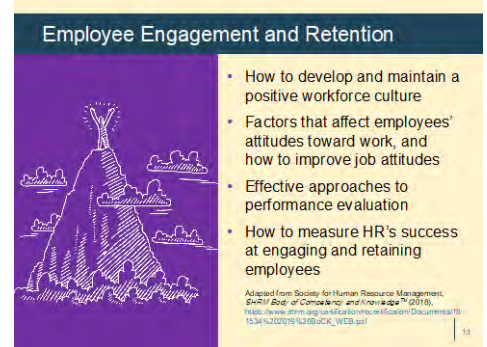 Employee Engagement and Retention
• How to develop and maintain a
positive workforce culture
• Factors that affect employees'
attitudes toward work, and
how to improve job attitudes
• Effective approaches to
performance evaluation
• How to measure HR's success
at engaging and retaining
employees
Adapted from Society for Human Resource Management,
SHRM Body of Competency and Knowledge™ (2018),
13